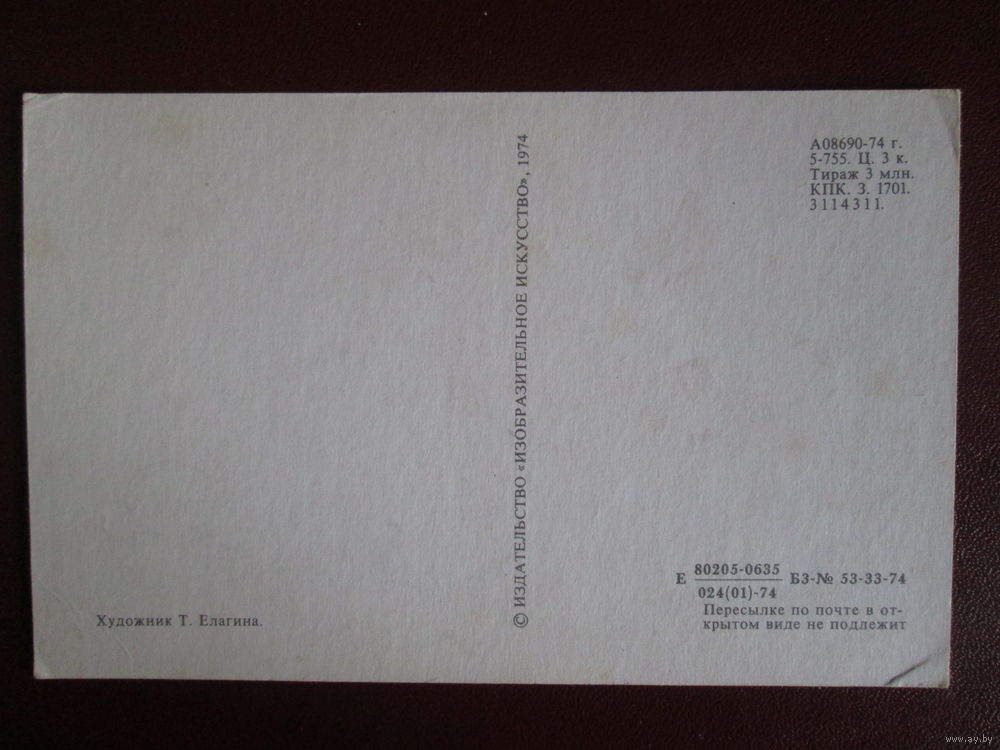 А08690-74 г.
5-755. Ц. 3 к.
Тираж 3 млн.
КПК. З. 1701.
3114311.
© ИЗДАТЕЛЬСТВО «ИЗОБРАЗИТЕЛЬНОЕ ИСКУССТВО», 1974
Художник Т. Елагина.
80205-0635
Е БЗ-№ 53-33-74
024(01)-74
Пересылке по почте в от-
крытом виде не подлежит
www.ay.by